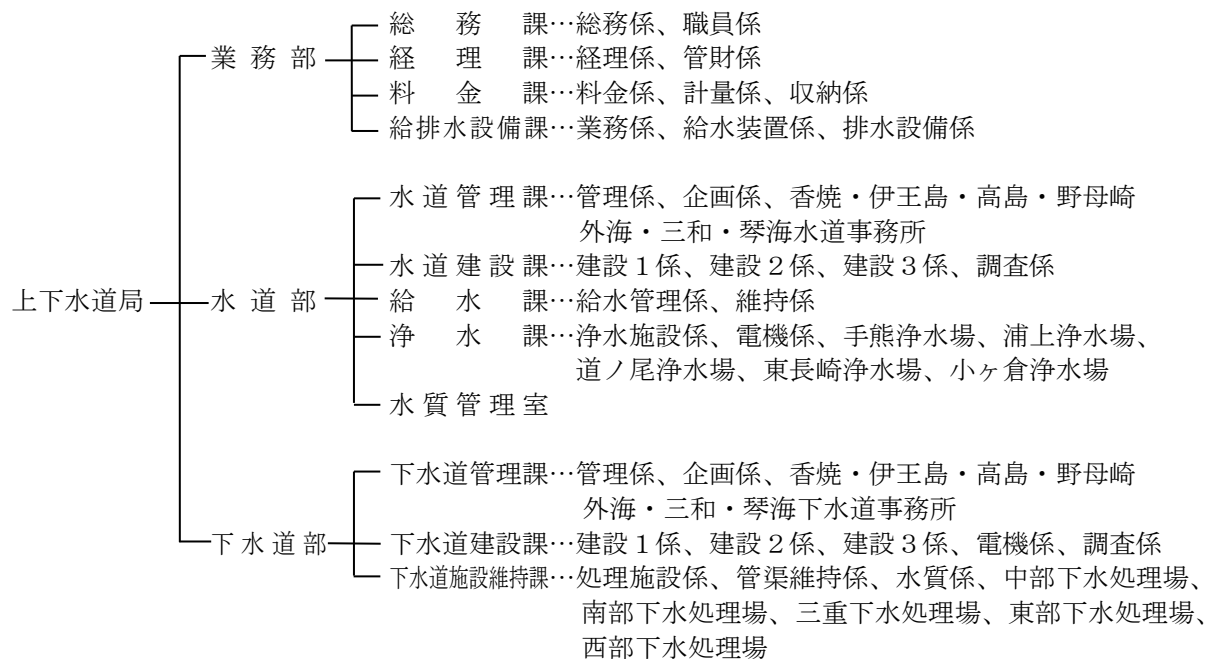 総務課…総務係、職員係
業務部 経理課…経理係、管財係
料金課…料金係、計量係、収納係
給排水設備課…業務係、給水装置係、排水設備係
水道管理課…管理係、企画係、香焼・伊王島・高島・野母崎
外海・三和・琴海水道事務所
水道建設課…建設１係、建設２係、建設３係、調査係
上下水道局 水道部 給水課…給水管理係、維持係
浄水課…浄水施設係、電機係、手熊浄水場、浦上浄水場、
道ノ尾浄水場、東長崎浄水場、小ヶ倉浄水場
水質管理室
下水道管理課…管理係、企画係、香焼・伊王島・高島・野母崎
外海・三和・琴海下水道事務所
下水道部 下水道建設課…建設１係、建設２係、建設３係、電機係、調査係
下水道施設維持課…処理施設係、管渠維持係、水質係、中部下水処理場、
南部下水処理場、三重下水処理場、東部下水処理場、
西部下水処理場